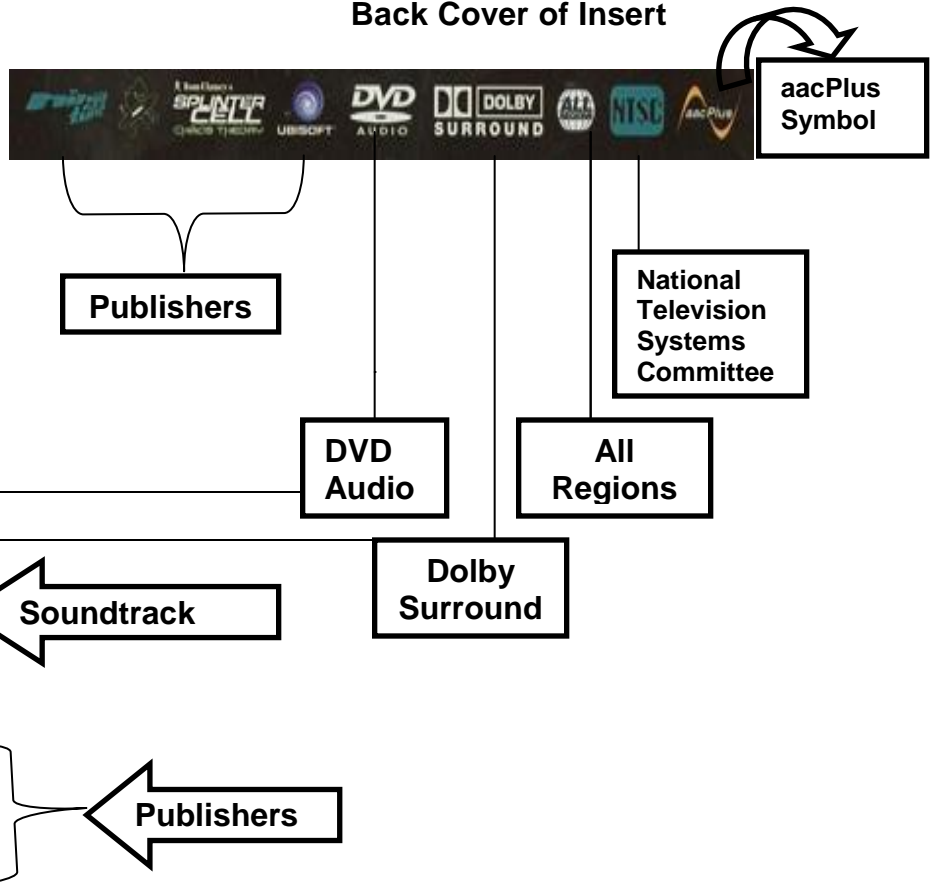 Back Cover of Insert
SPLINTER
CELL
CHAOS THEORY
UBISOFT
DVD
AUDIO
DOLBY
SURROUND
ALL
NTSC
aacPlus
aacPlus
Symbol
Publishers
National
Television
Systems
Committee
DVD
Audio
All
Regions
Dolby
Surround
Soundtrack
Publishers